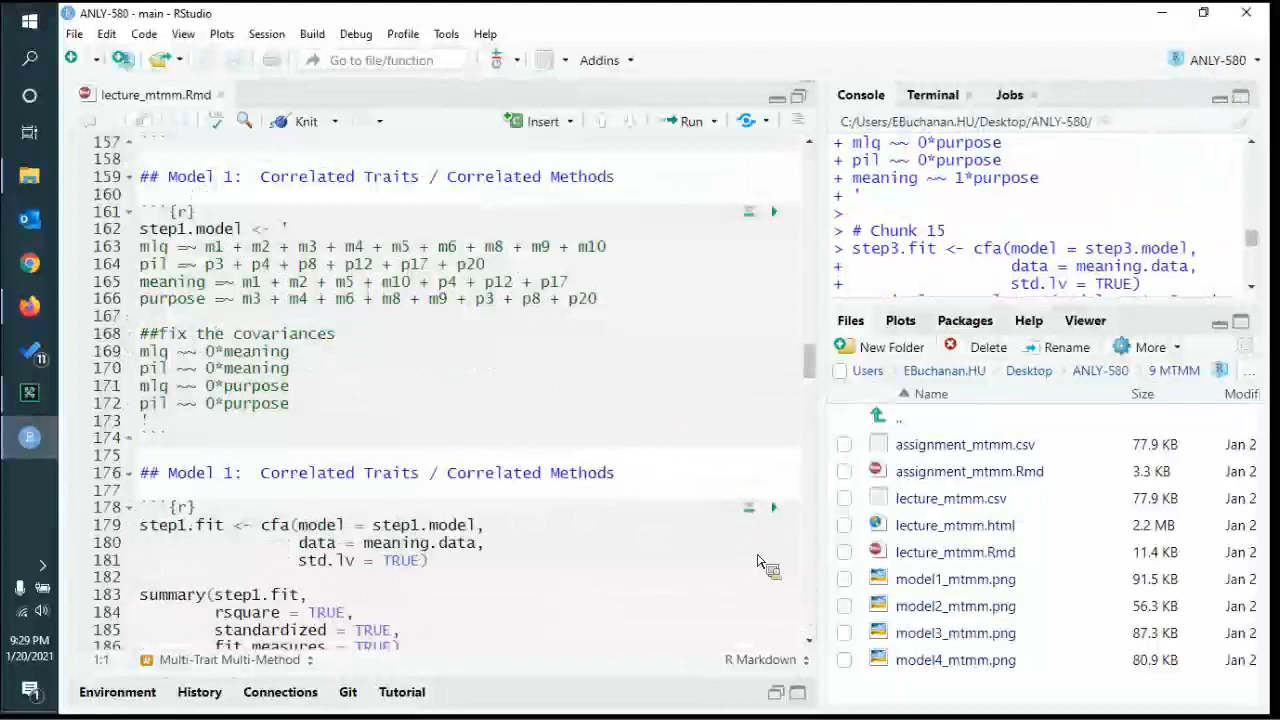 ANLY-580 - main - RStudio
File Edit Code View Plots Session Build Debug Profile Tools Help
Go to file/function Addins ANLY-580
lecture_mtmm.Rmd
Knit Insert Run
157 ```
158
159 ## Model 1: Correlated Traits / Correlated Methods
160
161 ```{r}
162 step1.model <- '
163 mlq =~ m1 + m2 + m3 + m4 + m5 + m6 + m8 + m9 + m10
164 pil =~ p3 + p4 + p8 + p12 + p17 + p20
165 meaning =~ m1 + m2 + m5 + m10 + p4 + p12 + p17
166 purpose =~ m3 + m4 + m6 + m8 + m9 + p3 + p8 + p20
167
168 ##fix the covariances
169 mlq ~~ 0*meaning
170 pil ~~ 0*meaning
171 mlq ~~ 0*purpose
172 pil ~~ 0*purpose
173 '
174 ```
175
176 ## Model 1: Correlated Traits / Correlated Methods
177
178 ```{r}
179 step1.fit <- cfa(model = step1.model,
180 data = meaning.data,
181 std.lv = TRUE)
182
183 summary(step1.fit,
184 rsquare = TRUE,
185 standardized = TRUE,
186 fit.measures = TRUE)
1:1 Multi-Trait Multi-Method R Markdown
Environment History Connections Git Tutorial
Console Terminal Jobs
C:/Users/EBuchanan.HU/Desktop/ANLY-580/
+ mlq ~~ 0*purpose
+ pil ~~ 0*purpose
+ meaning ~~ 1*purpose
+ '
>
> # Chunk 15
> step3.fit <- cfa(model = step3.model,
+ data = meaning.data,
+ std.lv = TRUE)
Files Plots Packages Help Viewer
New Folder Delete Rename More
Users EBuchanan.HU Desktop ANLY-580 9 MTMM ...
Name Size Modif
..
assignment_mtmm.csv 77.9 KB Jan 2
assignment_mtmm.Rmd 3.3 KB Jan 2
lecture_mtmm.csv 77.9 KB Jan 2
lecture_mtmm.html 2.2 MB Jan 2
lecture_mtmm.Rmd 11.4 KB Jan 2
model1_mtmm.png 91.5 KB Jan 2
model2_mtmm.png 56.3 KB Jan 2
model3_mtmm.png 87.3 KB Jan 2
model4_mtmm.png 80.9 KB Jan 2
11
9:29 PM
1/20/2021
1